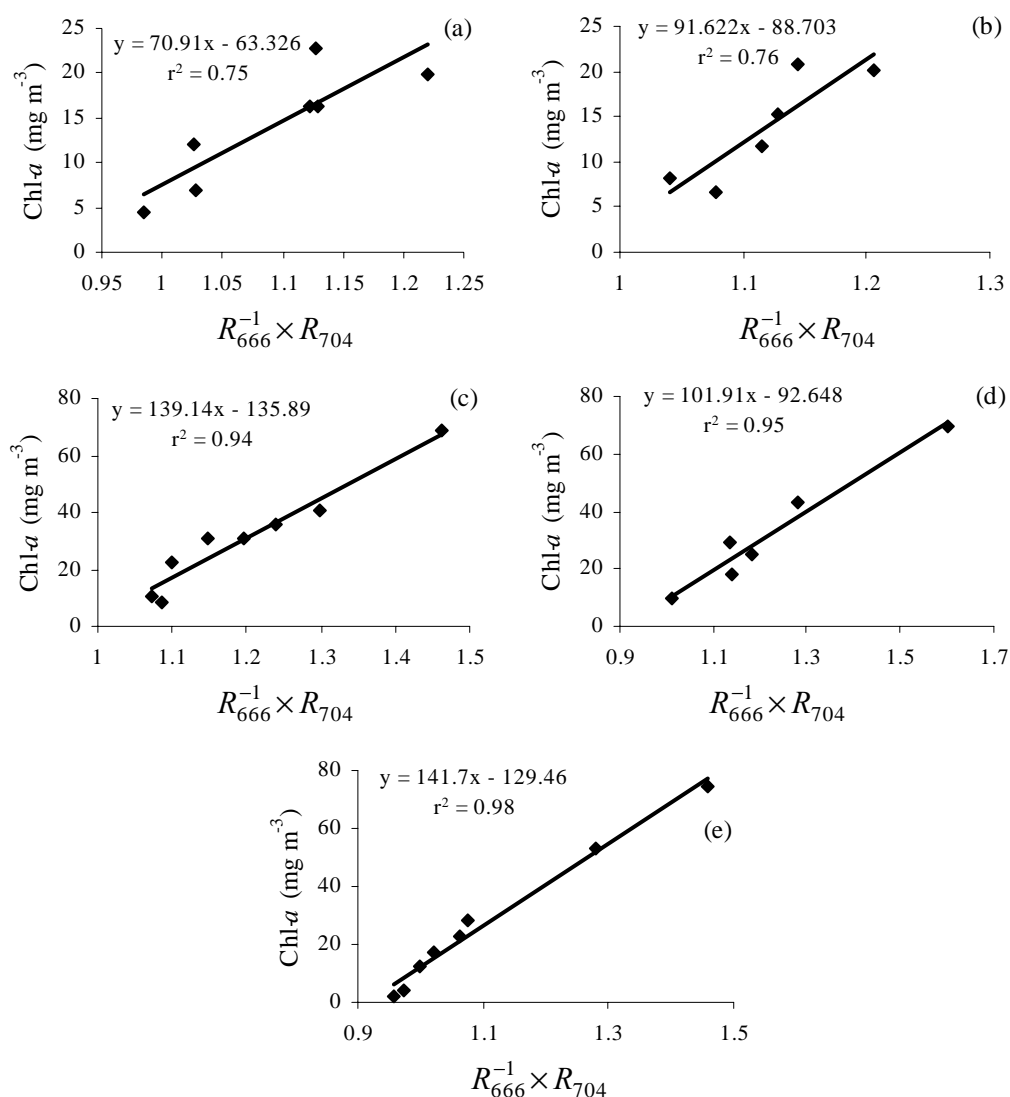 (a)
y = 70.91x - 63.326
r² = 0.75
Chl-a (mg m⁻³)
25
20
15
10
5
0
0.95 1 1.05 1.1 1.15 1.2 1.25
R₆₆₆⁻¹ × R₇₀₄
(b)
y = 91.622x - 88.703
r² = 0.76
Chl-a (mg m⁻³)
25
20
15
10
5
0
1 1.1 1.2 1.3
R₆₆₆⁻¹ × R₇₀₄
(c)
y = 139.14x - 135.89
r² = 0.94
Chl-a (mg m⁻³)
80
60
40
20
0
1 1.1 1.2 1.3 1.4 1.5
R₆₆₆⁻¹ × R₇₀₄
(d)
y = 101.91x - 92.648
r² = 0.95
Chl-a (mg m⁻³)
80
60
40
20
0
0.9 1.1 1.3 1.5 1.7
R₆₆₆⁻¹ × R₇₀₄
y = 141.7x - 129.46
r² = 0.98
(e)
Chl-a (mg m⁻³)
80
60
40
20
0
0.9 1.1 1.3 1.5
R₆₆₆⁻¹ × R₇₀₄